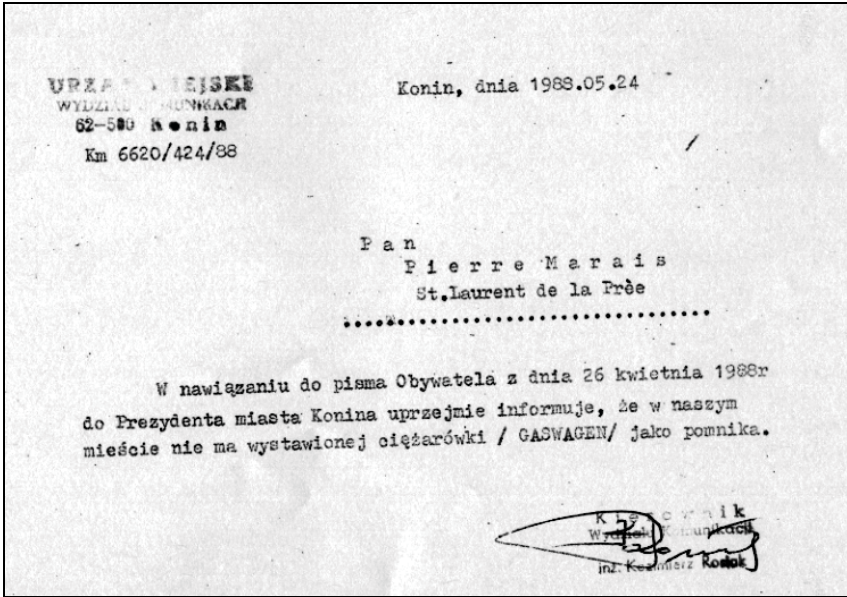 URZĄD MIEJSKI
WYDZIAŁ KOMUNIKACJI
62-500 Konin
Km 6620/424/88
Konin, dnia 1988.05.24
Pan
Pierre Marais
St.Laurent de la Prèe
W nawiązaniu do pisma Obywatela z dnia 26 kwietnia 1988r
do Prezydenta miasta Konina uprzejmie informuje, że w naszym
mieście nie ma wystawionej ciężarówki / GASWAGEN/ jako pomnika.
Kierownik
Wydziału Komunikacji
inż. Kazimierz